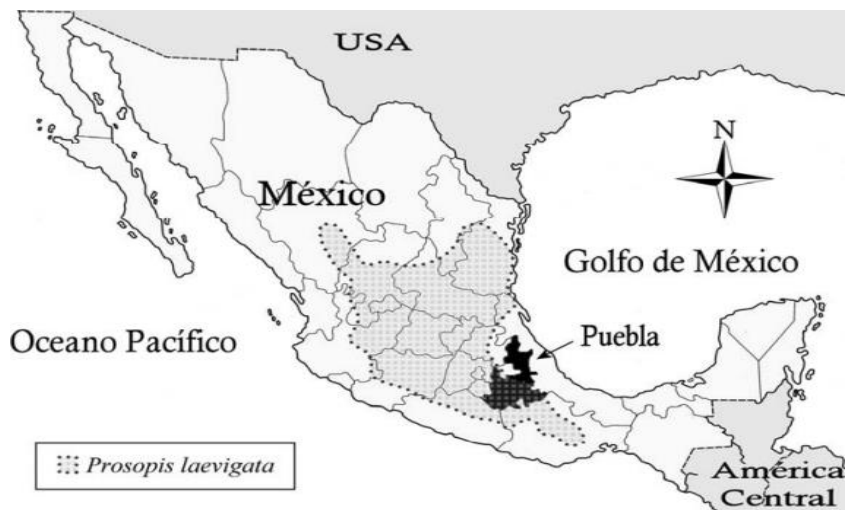 USA
N
México
Golfo de México
Oceano Pacífico
Puebla
Prosopis laevigata
América
Central